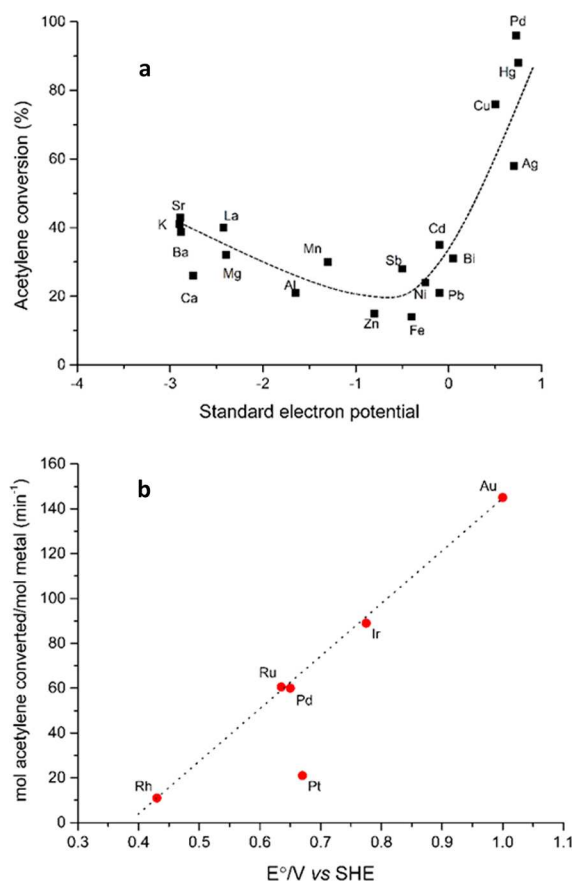 a
Acetylene conversion (%)
100
80
60
40
20
0
Pd
Hg
Cu
Ag
Sr
K
La
Ba
Mg
Ca
Mn
Al
Cd
Sb
Bi
Ni
Pb
Zn
Fe
-4 -3 -2 -1 0 1
Standard electron potential
b
mol acetylene converted/mol metal (min⁻¹)
160
140
120
100
80
60
40
20
0
Au
Ir
Ru
Pd
Pt
Rh
0.3 0.4 0.5 0.6 0.7 0.8 0.9 1.0 1.1
E°/V vs SHE